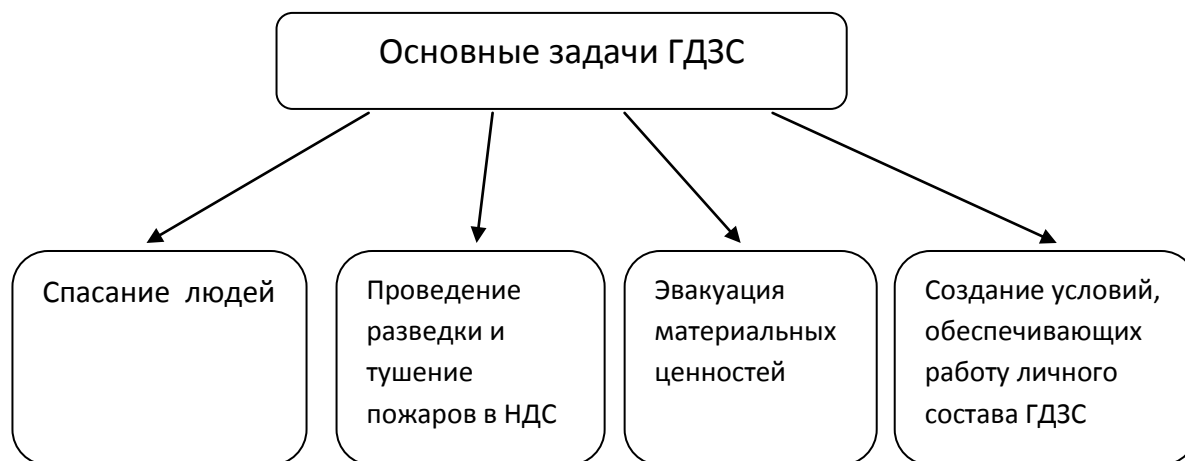 Основные задачи ГДЗС
Спасание людей
Проведение
разведки и
тушение
пожаров в НДС
Эвакуация
материальных
ценностей
Создание условий,
обеспечивающих
работу личного
состава ГДЗС